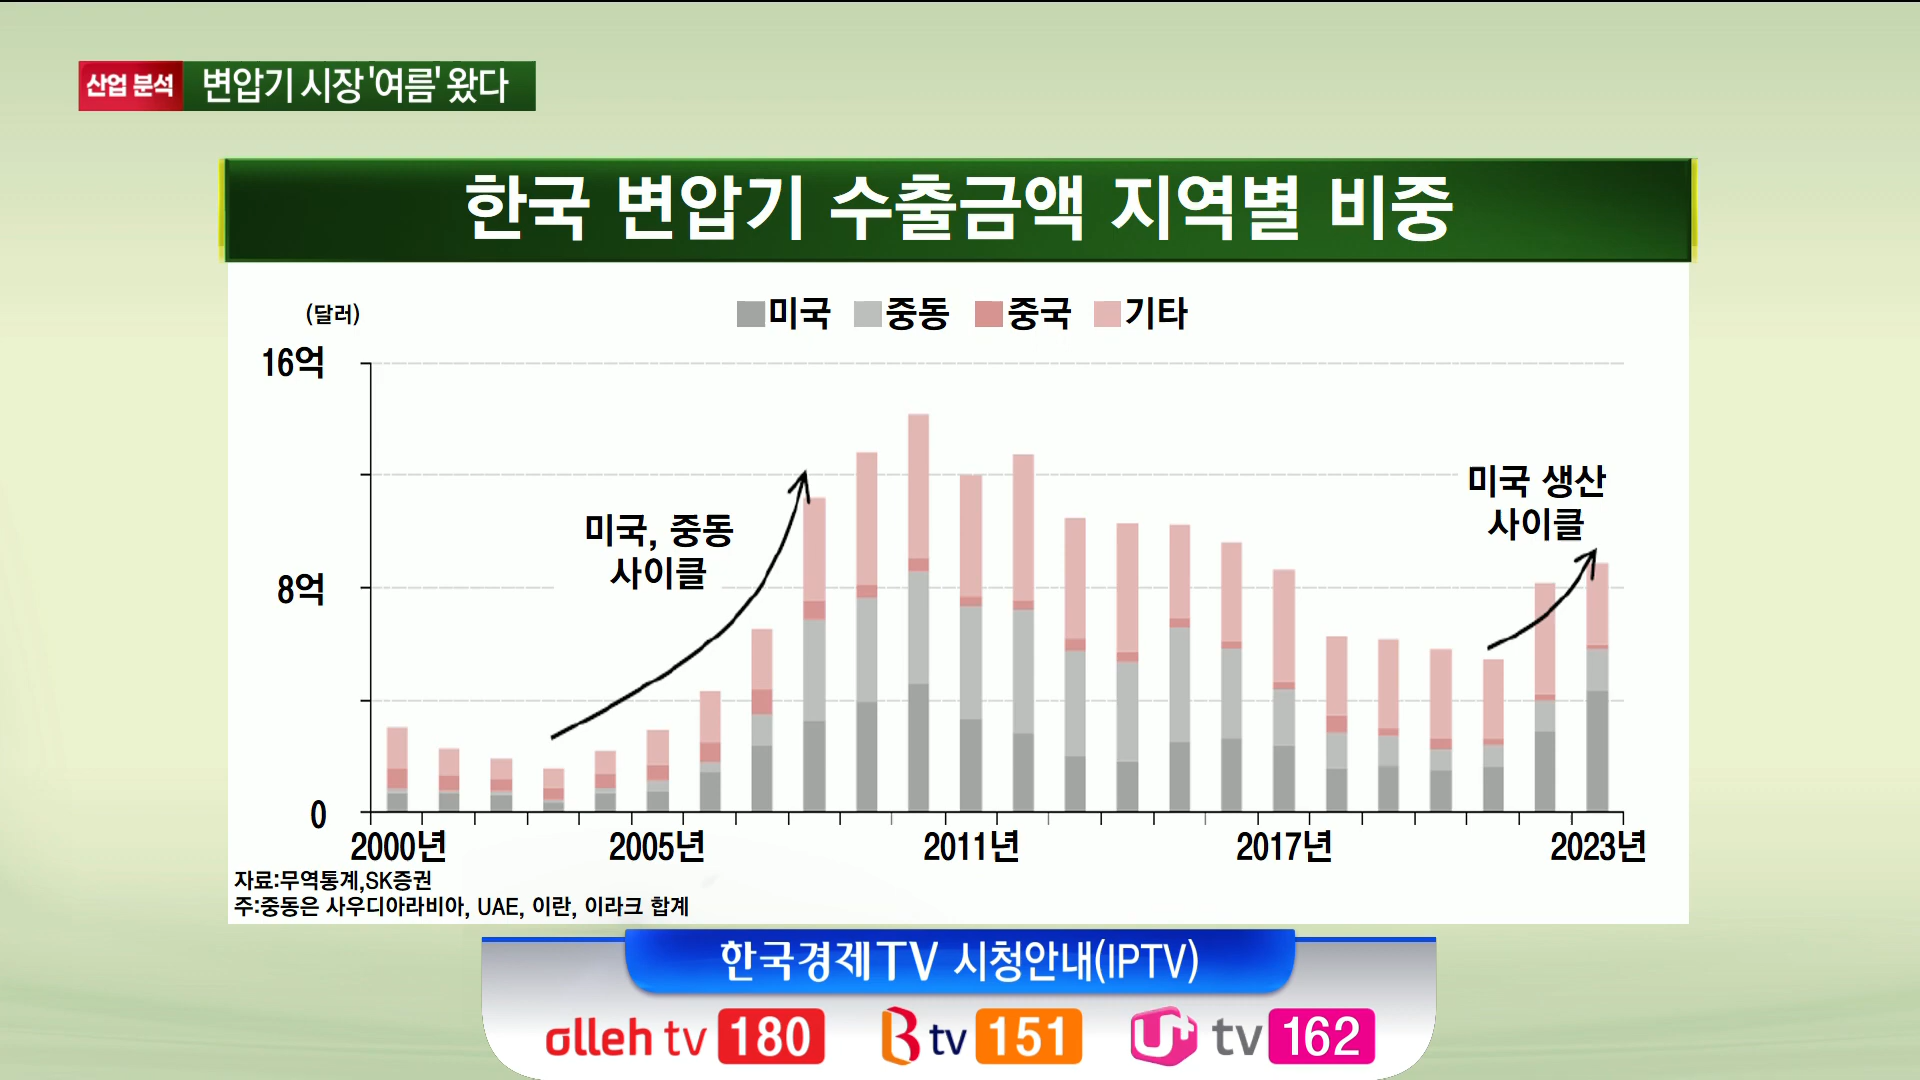 산업 분석 변압기 시장 '여름' 왔다
한국 변압기 수출금액 지역별 비중
(달러)
미국 중동 중국 기타
16억
미국 생산
사이클
미국, 중동
사이클
8억
0
2000년 2005년 2011년 2017년 2023년
자료:무역통계,SK증권
주:중동은 사우디아라비아, UAE, 이란, 이라크 합계
한국경제TV 시청안내(IPTV)
olleh tv 180 B tv 151 U+ tv 162